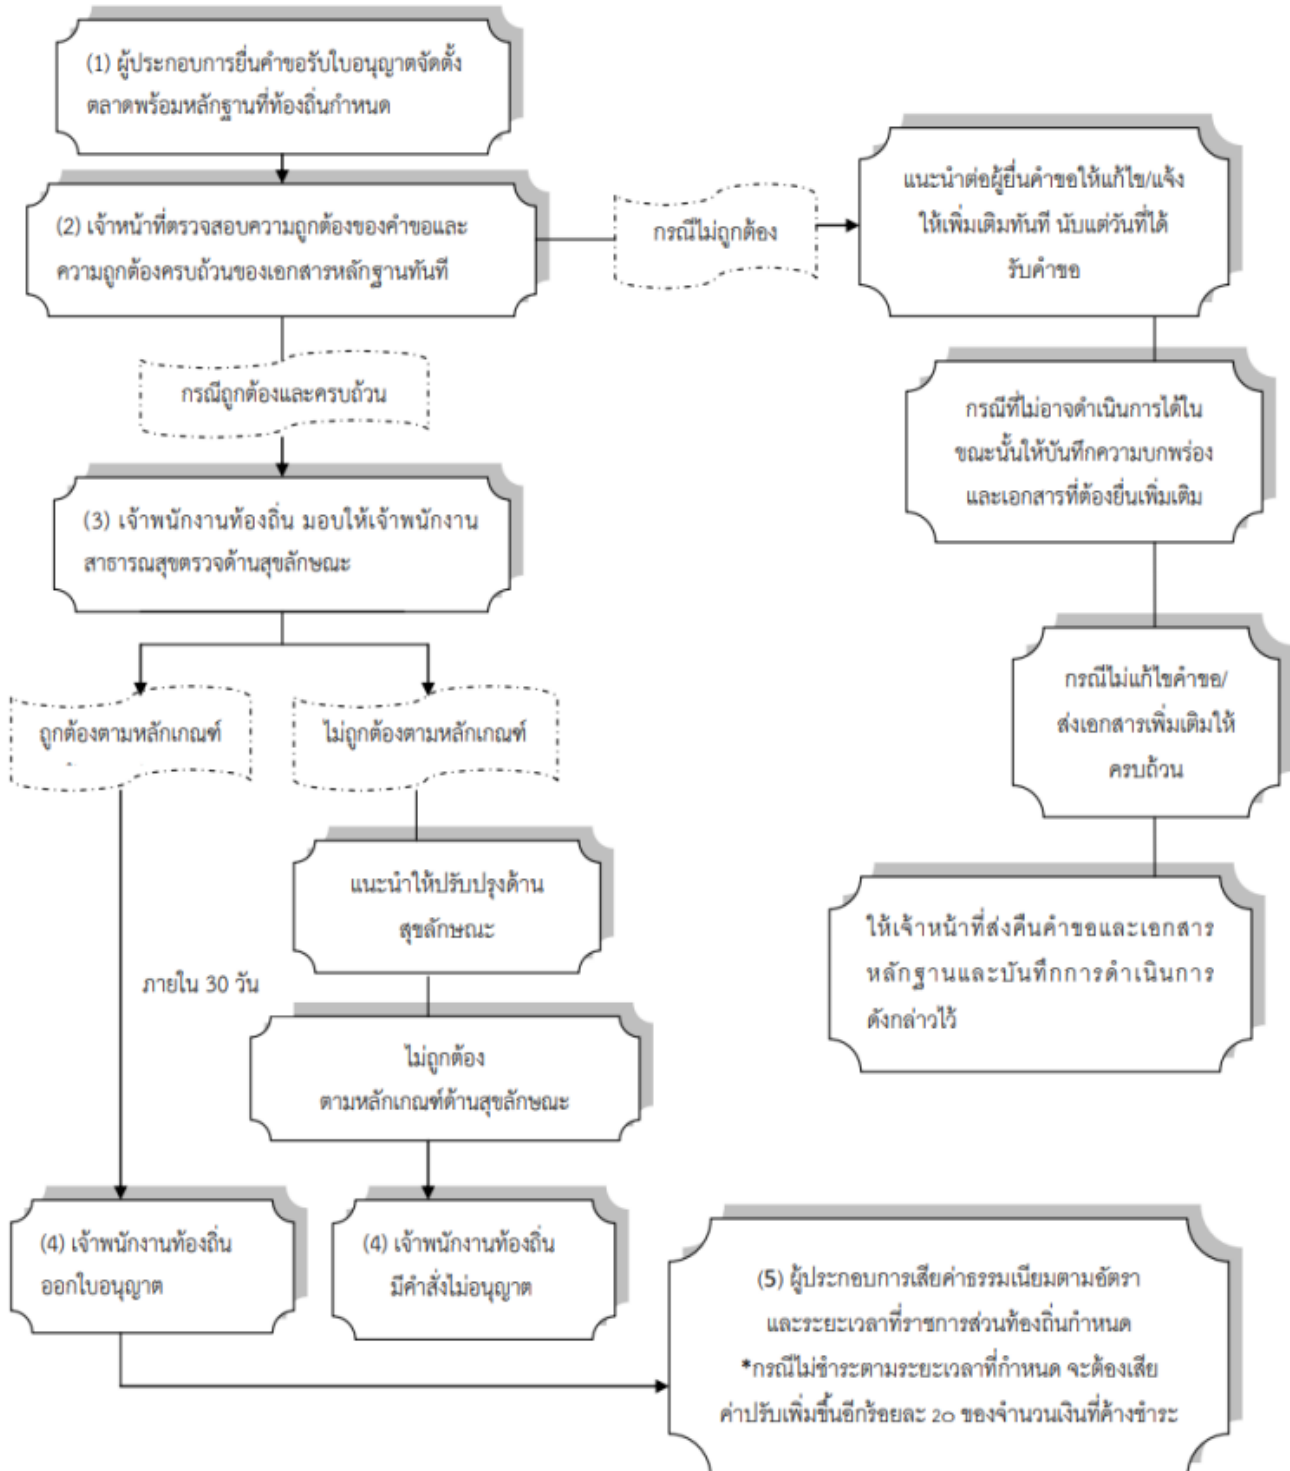 (1) ผู้ประกอบการยื่นคำขอรับใบอนุญาตจัดตั้ง
ตลาดพร้อมหลักฐานที่ท้องถิ่นกำหนด
(2) เจ้าหน้าที่ตรวจสอบความถูกต้องของคำขอและ
ความถูกต้องครบถ้วนของเอกสารหลักฐานทันที
กรณีไม่ถูกต้อง
แนะนำต่อผู้ยื่นคำขอให้แก้ไข/แจ้ง
ให้เพิ่มเติมทันที นับแต่วันที่ได้
รับคำขอ
กรณีถูกต้องและครบถ้วน
กรณีที่ไม่อาจดำเนินการได้ใน
ขณะนั้นให้บันทึกความบกพร่อง
และเอกสารที่ต้องยื่นเพิ่มเติม
(3) เจ้าพนักงานท้องถิ่น มอบให้เจ้าพนักงาน
สาธารณสุขตรวจด้านสุขลักษณะ
กรณีไม่แก้ไขคำขอ/
ส่งเอกสารเพิ่มเติมให้
ครบถ้วน
ถูกต้องตามหลักเกณฑ์
ไม่ถูกต้องตามหลักเกณฑ์
แนะนำให้ปรับปรุงด้าน
สุขลักษณะ
ให้เจ้าหน้าที่ส่งคืนคำขอและเอกสาร
หลักฐานและบันทึกการดำเนินการ
ดังกล่าวไว้
ภายใน 30 วัน
ไม่ถูกต้อง
ตามหลักเกณฑ์ด้านสุขลักษณะ
(4) เจ้าพนักงานท้องถิ่น
ออกใบอนุญาต
(4) เจ้าพนักงานท้องถิ่น
มีคำสั่งไม่อนุญาต
(5) ผู้ประกอบการเสียค่าธรรมเนียมตามอัตรา
และระยะเวลาที่ราชการส่วนท้องถิ่นกำหนด
*กรณีไม่ชำระตามระยะเวลาที่กำหนด จะต้องเสีย
ค่าปรับเพิ่มขึ้นอีกร้อยละ 20 ของจำนวนเงินที่ค้างชำระ